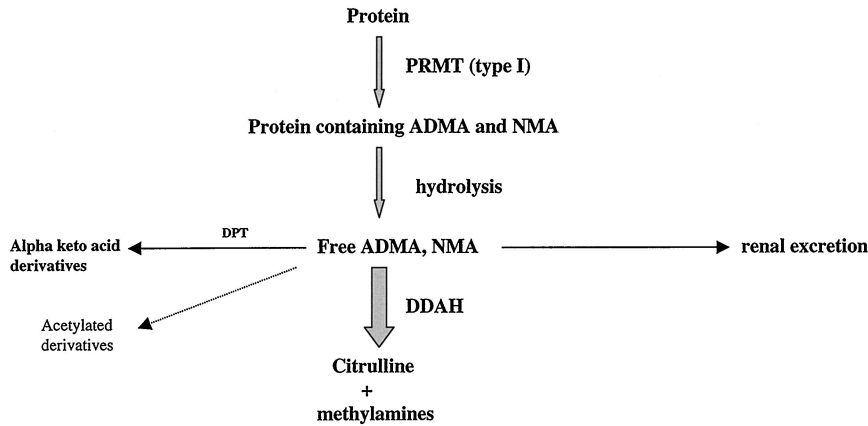 Protein
PRMT (type I)
Protein containing ADMA and NMA
hydrolysis
Alpha keto acid
derivatives
DPT
Free ADMA, NMA
renal excretion
DDAH
Acetylated
derivatives
Citrulline
+
methylamines